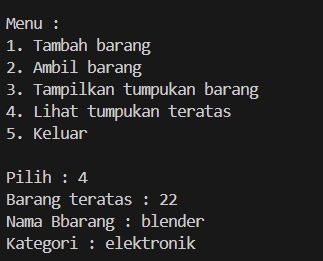 Menu :
1. Tambah barang
2. Ambil barang
3. Tampilkan tumpukan barang
4. Lihat tumpukan teratas
5. Keluar
Pilih : 4
Barang teratas : 22
Nama Bbarang : blender
Kategori : elektronik